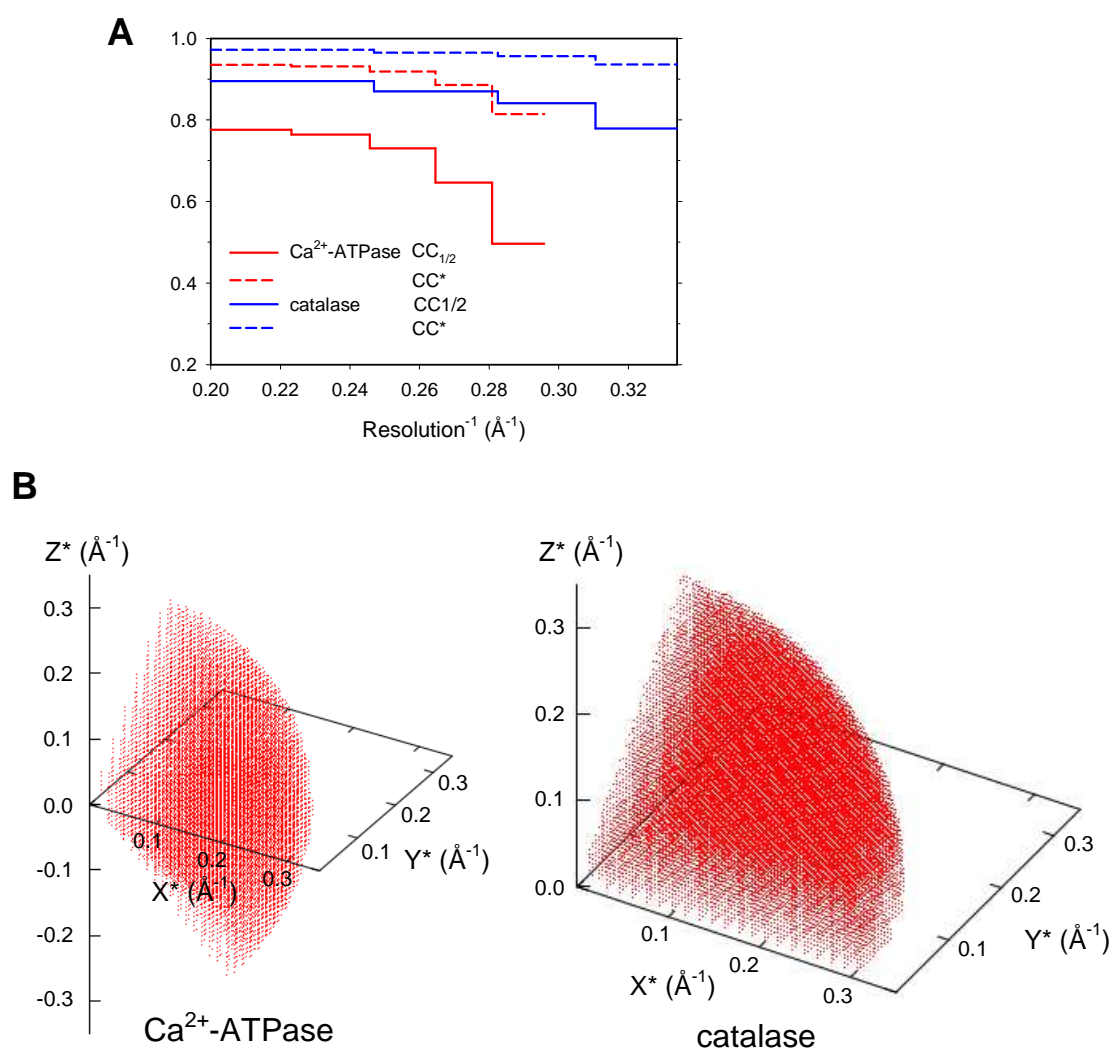 A
1.0
0.8
0.6
0.4
0.2
Ca²⁺-ATPase CC₁/₂
CC*
catalase CC1/2
CC*
0.20 0.22 0.24 0.26 0.28 0.30 0.32
Resolution⁻¹ (Å⁻¹)
B
Z* (Å⁻¹)
0.3
0.2
0.1
0.0
-0.1
-0.2
-0.3
0.1
0.2
0.3
X* (Å⁻¹)
0.1
0.2
0.3
Y* (Å⁻¹)
Ca²⁺-ATPase
Z* (Å⁻¹)
0.3
0.2
0.1
0.0
0.1
0.2
0.3
X* (Å⁻¹)
0.1
0.2
0.3
Y* (Å⁻¹)
catalase